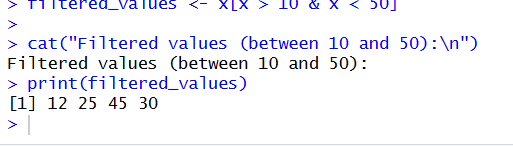 > filtered_values <- x[x > 10 & x < 50]
>
> cat("Filtered values (between 10 and 50):\n")
Filtered values (between 10 and 50):
> print(filtered_values)
[1] 12 25 45 30
>